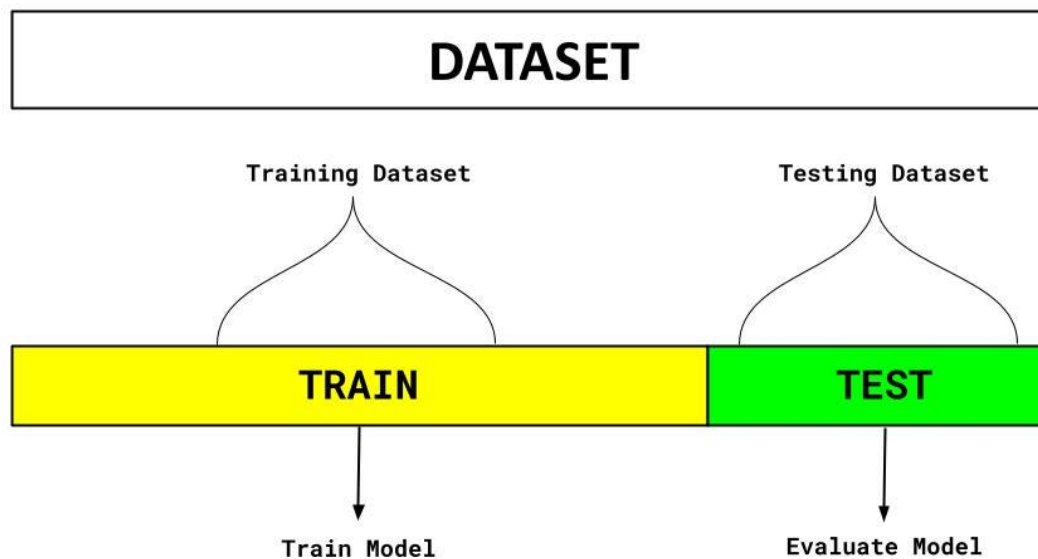 DATASET
Training Dataset
Testing Dataset
TRAIN
TEST
Train Model
Evaluate Model